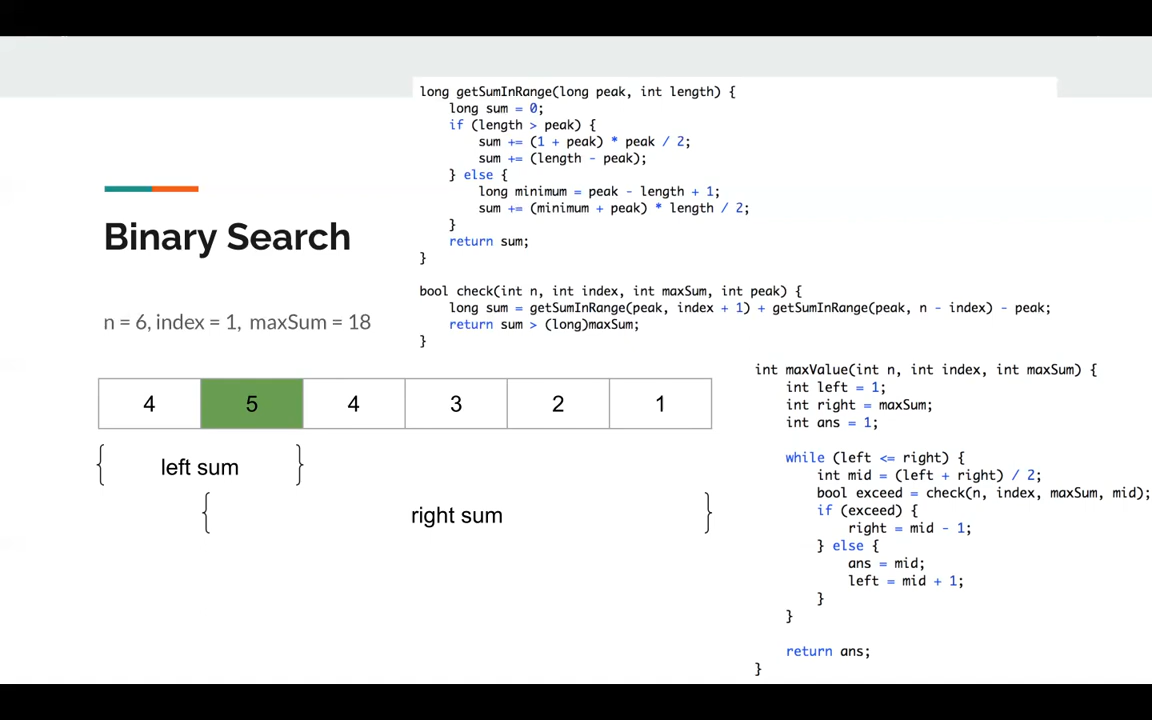 long getSumInRange(long peak, int length) {
    long sum = 0;
    if (length > peak) {
        sum += (1 + peak) * peak / 2;
        sum += (length - peak);
    } else {
        long minimum = peak - length + 1;
        sum += (minimum + peak) * length / 2;
    }
    return sum;
}
bool check(int n, int index, int maxSum, int peak) {
    long sum = getSumInRange(peak, index + 1) + getSumInRange(peak, n - index) - peak;
    return sum > (long)maxSum;
}
Binary Search
n = 6, index = 1, maxSum = 18
4 5 4 3 2 1
{ left sum }
{ right sum }
int maxValue(int n, int index, int maxSum) {
    int left = 1;
    int right = maxSum;
    int ans = 1;
    while (left <= right) {
        int mid = (left + right) / 2;
        bool exceed = check(n, index, maxSum, mid);
        if (exceed) {
            right = mid - 1;
        } else {
            ans = mid;
            left = mid + 1;
        }
    }
    return ans;
}